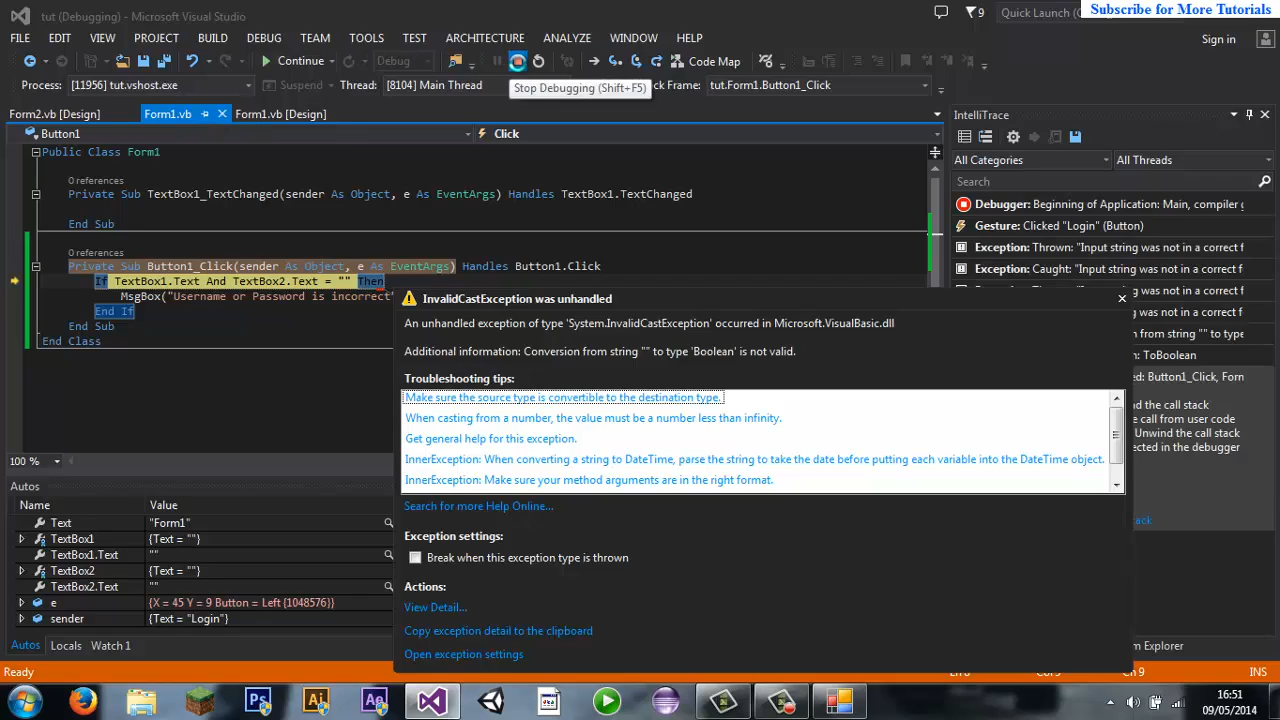 tut (Debugging) - Microsoft Visual Studio
9
Quick Launch (C
Subscribe for More Tutorials
FILE EDIT VIEW PROJECT BUILD DEBUG TEAM TOOLS TEST ARCHITECTURE ANALYZE WINDOW HELP
Sign in
Continue
Debug
Code Map
Process: [11956] tut.vshost.exe
Suspend
Thread: [8104] Main Thread
Stop Debugging (Shift+F5)
ck Frame: tut.Form1.Button1_Click
Form2.vb [Design] Form1.vb Form1.vb [Design]
Button1
Click
Public Class Form1
0 references
Private Sub TextBox1_TextChanged(sender As Object, e As EventArgs) Handles TextBox1.TextChanged
End Sub
0 references
Private Sub Button1_Click(sender As Object, e As EventArgs) Handles Button1.Click
If TextBox1.Text And TextBox2.Text = "" Then
MsgBox("Username or Password is incorrect"
End If
End Sub
End Class
100 %
InvalidCastException was unhandled
An unhandled exception of type 'System.InvalidCastException' occurred in Microsoft.VisualBasic.dll
Additional information: Conversion from string "" to type 'Boolean' is not valid.
Troubleshooting tips:
Make sure the source type is convertible to the destination type.
When casting from a number, the value must be a number less than infinity.
Get general help for this exception.
InnerException: When converting a string to DateTime, parse the string to take the date before putting each variable into the DateTime object.
InnerException: Make sure your method arguments are in the right format.
Search for more Help Online...
Exception settings:
Break when this exception type is thrown
Actions:
View Detail...
Copy exception detail to the clipboard
Open exception settings
IntelliTrace
All Categories All Threads
Search
Debugger: Beginning of Application: Main, compiler g
Gesture: Clicked "Login" (Button)
Exception: Thrown: "Input string was not in a correct f
Exception: Caught: "Input string was not in a correct f
n from string "" to type
n: ToBoolean
ed: Button1_Click, Form
nd the call stack
e call from user code
Unwind the call stack
ected in the debugger
ack
m Explorer
Autos
Name Value
Text "Form1"
TextBox1 {Text = ""}
TextBox1.Text ""
TextBox2 {Text = ""}
TextBox2.Text ""
e {X = 45 Y = 9 Button = Left {1048576}}
sender {Text = "Login"}
Autos Locals Watch 1
Ready
Ch 9
INS
Ps
Ai
Ae
16:51
09/05/2014